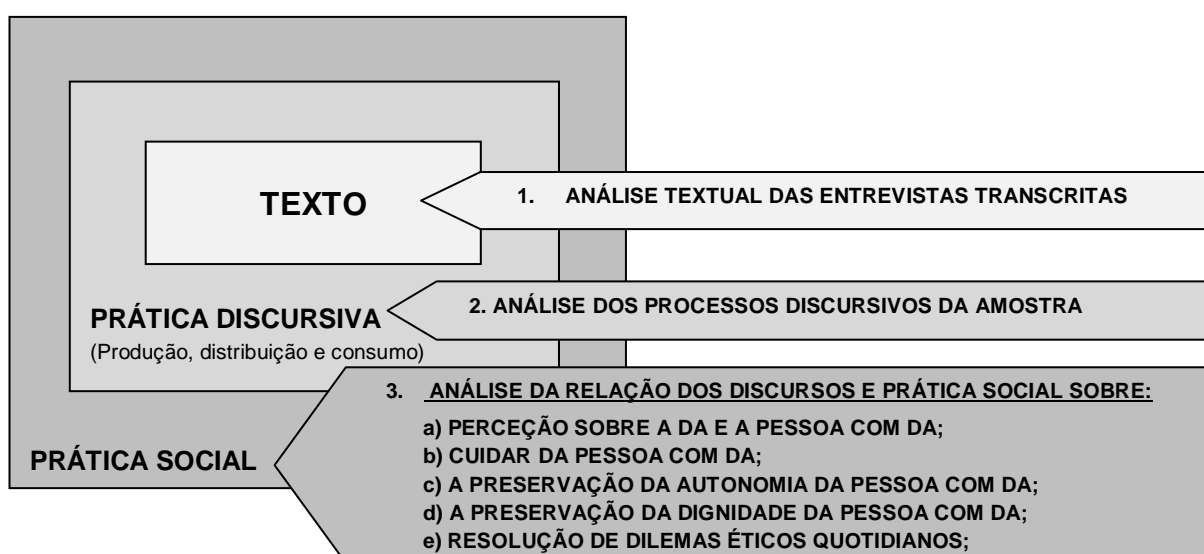 TEXTO
1. ANÁLISE TEXTUAL DAS ENTREVISTAS TRANSCRITAS
PRÁTICA DISCURSIVA
(Produção, distribuição e consumo)
2. ANÁLISE DOS PROCESSOS DISCURSIVOS DA AMOSTRA
PRÁTICA SOCIAL
3. ANÁLISE DA RELAÇÃO DOS DISCURSOS E PRÁTICA SOCIAL SOBRE:
a) PERCEÇÃO SOBRE A DA E A PESSOA COM DA;
b) CUIDAR DA PESSOA COM DA;
c) A PRESERVAÇÃO DA AUTONOMIA DA PESSOA COM DA;
d) A PRESERVAÇÃO DA DIGNIDADE DA PESSOA COM DA;
e) RESOLUÇÃO DE DILEMAS ÉTICOS QUOTIDIANOS;